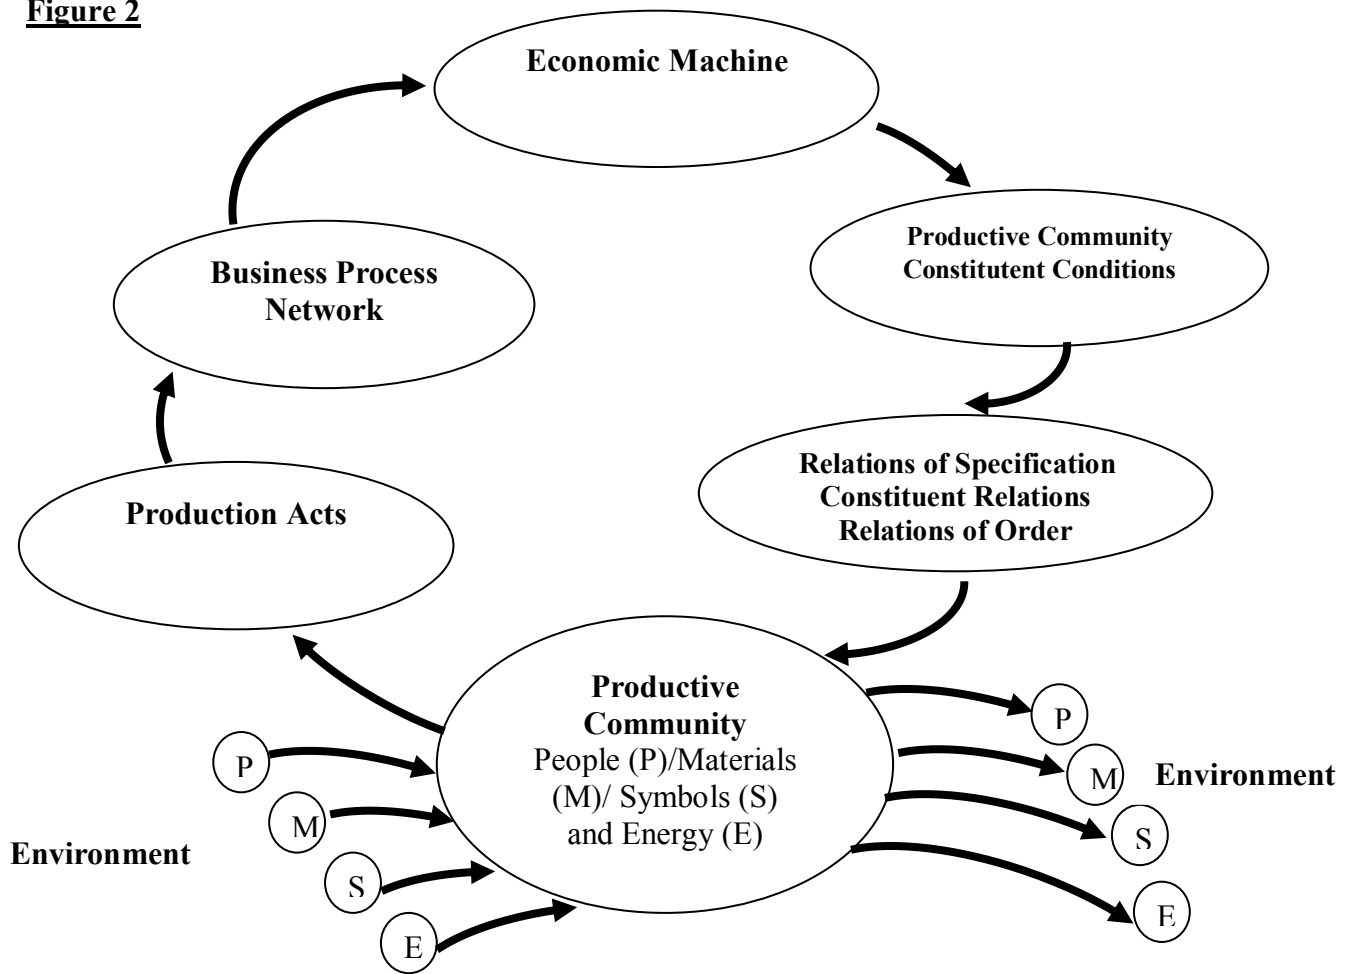 Figure 2
Economic Machine
Productive Community
Constitutent Conditions
Business Process
Network
Relations of Specification
Constituent Relations
Relations of Order
Production Acts
Productive
Community
People (P)/Materials
(M)/ Symbols (S)
and Energy (E)
P
M
S
E
Environment
P
M
S
E
Environment